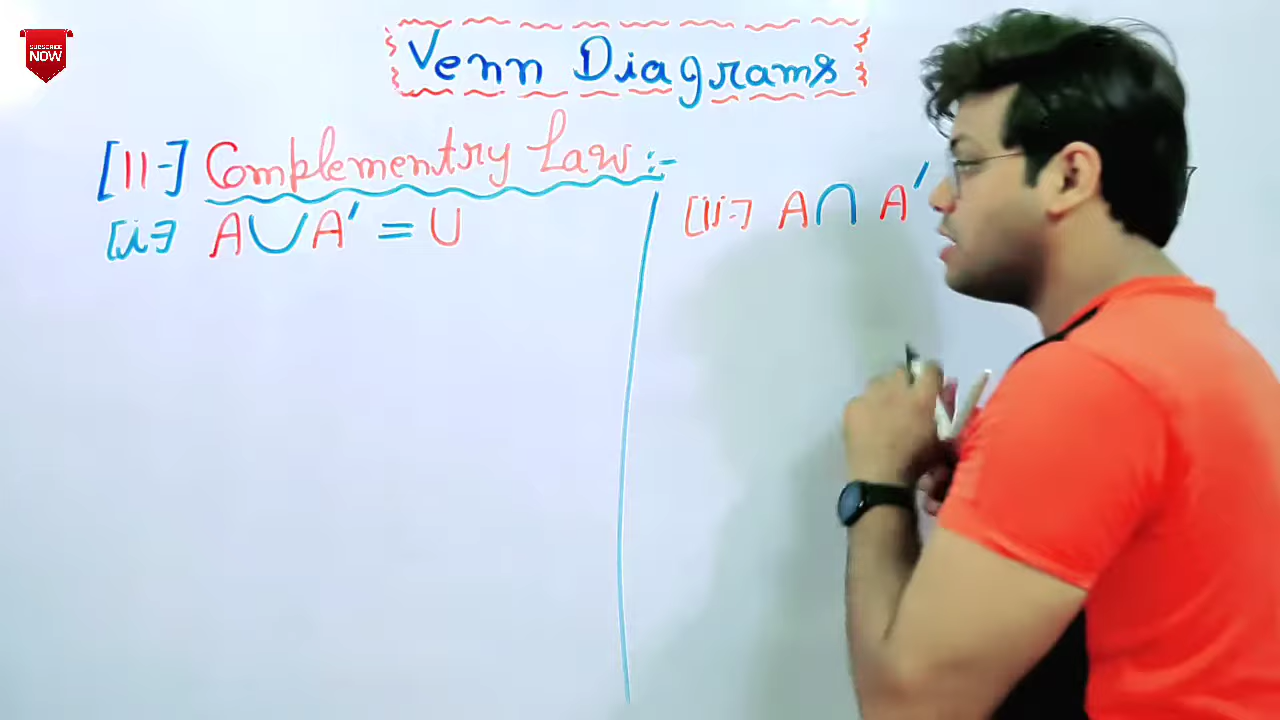 SUBSCRIBE
NOW
Venn Diagrams
[11-] Complementry Law :-
[i-] A∪A' = U
[ii-] A∩ A'